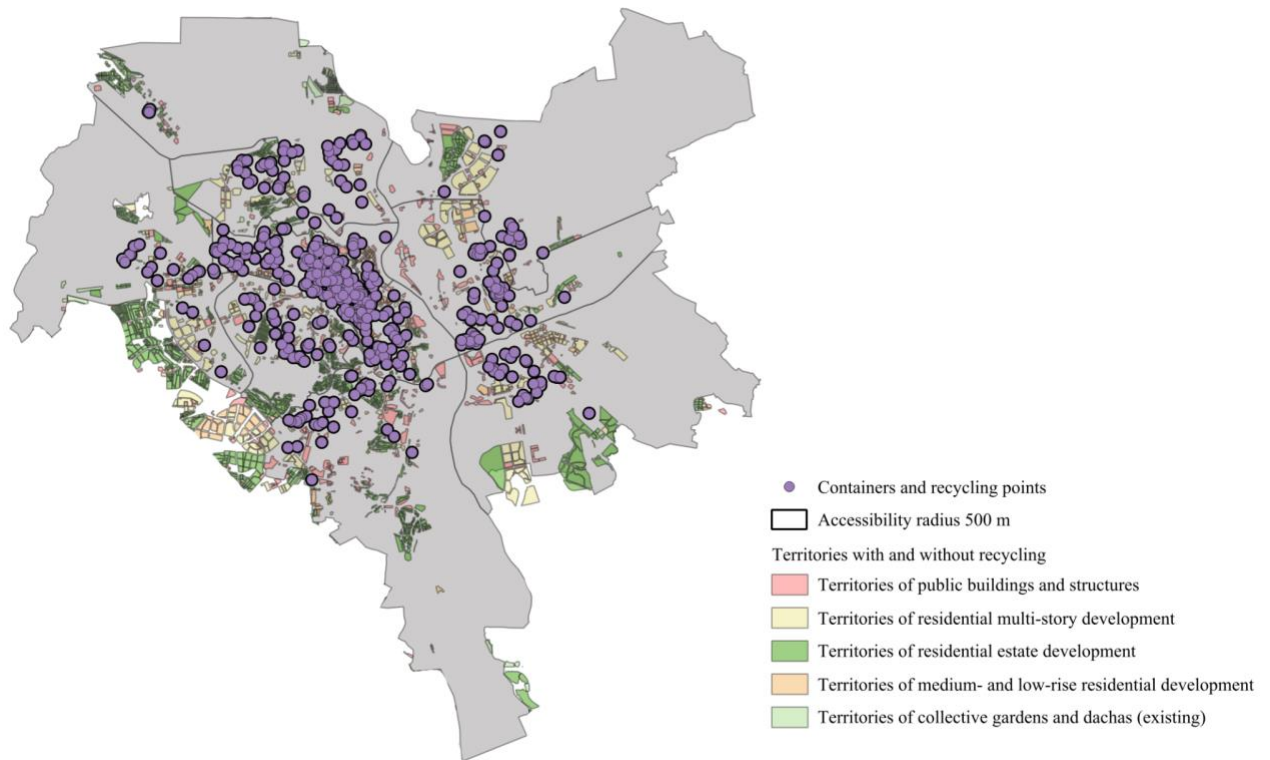 Containers and recycling points
Accessibility radius 500 m
Territories with and without recycling
Territories of public buildings and structures
Territories of residential multi-story development
Territories of residential estate development
Territories of medium- and low-rise residential development
Territories of collective gardens and dachas (existing)